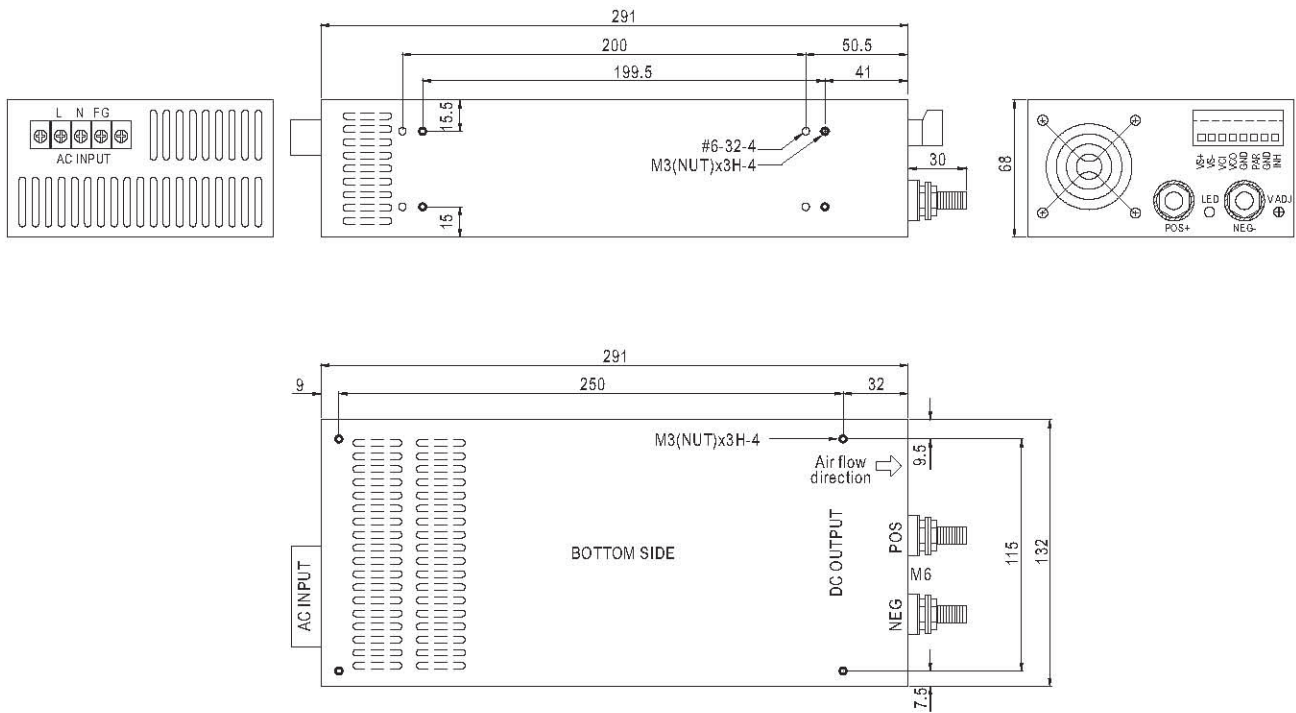 291
200
50.5
199.5
41
L N FG
AC INPUT
15.5
#6-32-4
M3(NUT)x3H-4
15
30
68
VS+
VS-
VCI
VCO
GND
PAR
GND
INH
LED
V ADJ
POS+
NEG-
291
9
250
32
M3(NUT)x3H-4
9.5
Air flow
direction
AC INPUT
BOTTOM SIDE
DC OUTPUT
POS
M6
NEG
115
132
7.5